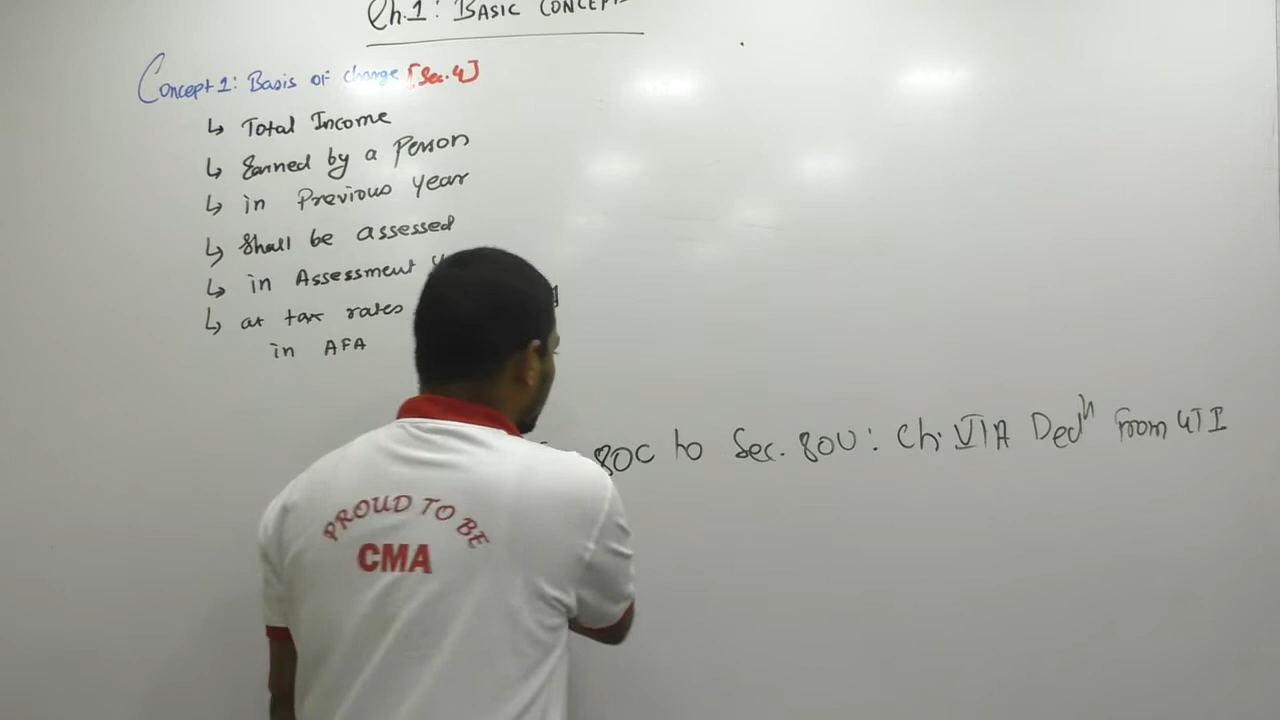 Ch.1: BASIC CONCEPT
Concept 1: Basis of charge [Sec.4]
↳ Total Income
↳ Earned by a Person
↳ in Previous Year
↳ Shall be assessed
↳ in Assessment
↳ at tax rates
in AFA
80C to Sec. 80U: Ch. VIA Dedⁿ From GTI
PROUD TO BE
CMA